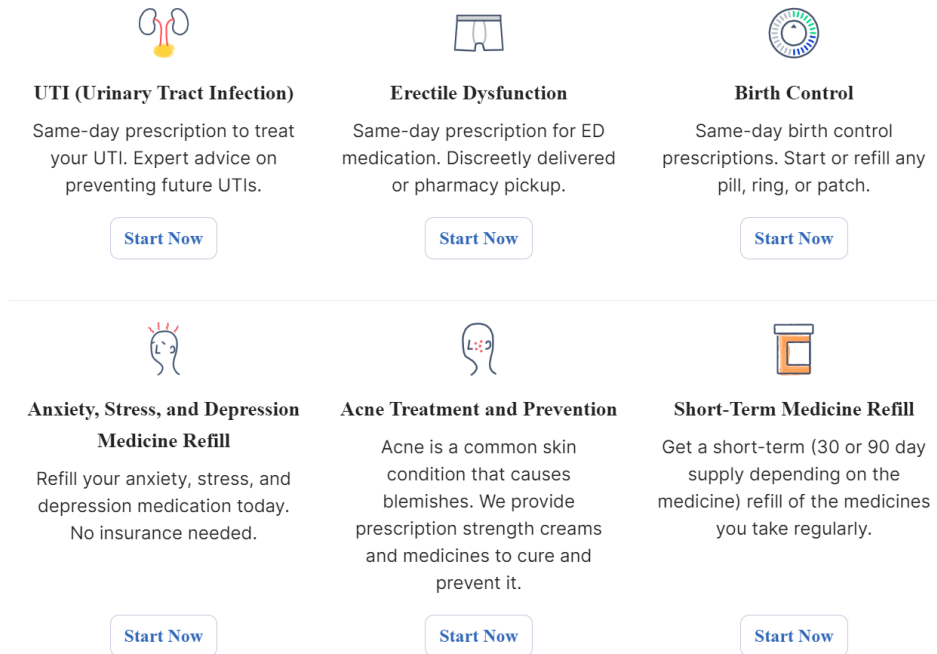 UTI (Urinary Tract Infection)
Same-day prescription to treat
your UTI. Expert advice on
preventing future UTIs.
Start Now
Erectile Dysfunction
Same-day prescription for ED
medication. Discreetly delivered
or pharmacy pickup.
Start Now
Birth Control
Same-day birth control
prescriptions. Start or refill any
pill, ring, or patch.
Start Now
Anxiety, Stress, and Depression
Medicine Refill
Refill your anxiety, stress, and
depression medication today.
No insurance needed.
Start Now
Acne Treatment and Prevention
Acne is a common skin
condition that causes
blemishes. We provide
prescription strength creams
and medicines to cure and
prevent it.
Start Now
Short-Term Medicine Refill
Get a short-term (30 or 90 day
supply depending on the
medicine) refill of the medicines
you take regularly.
Start Now